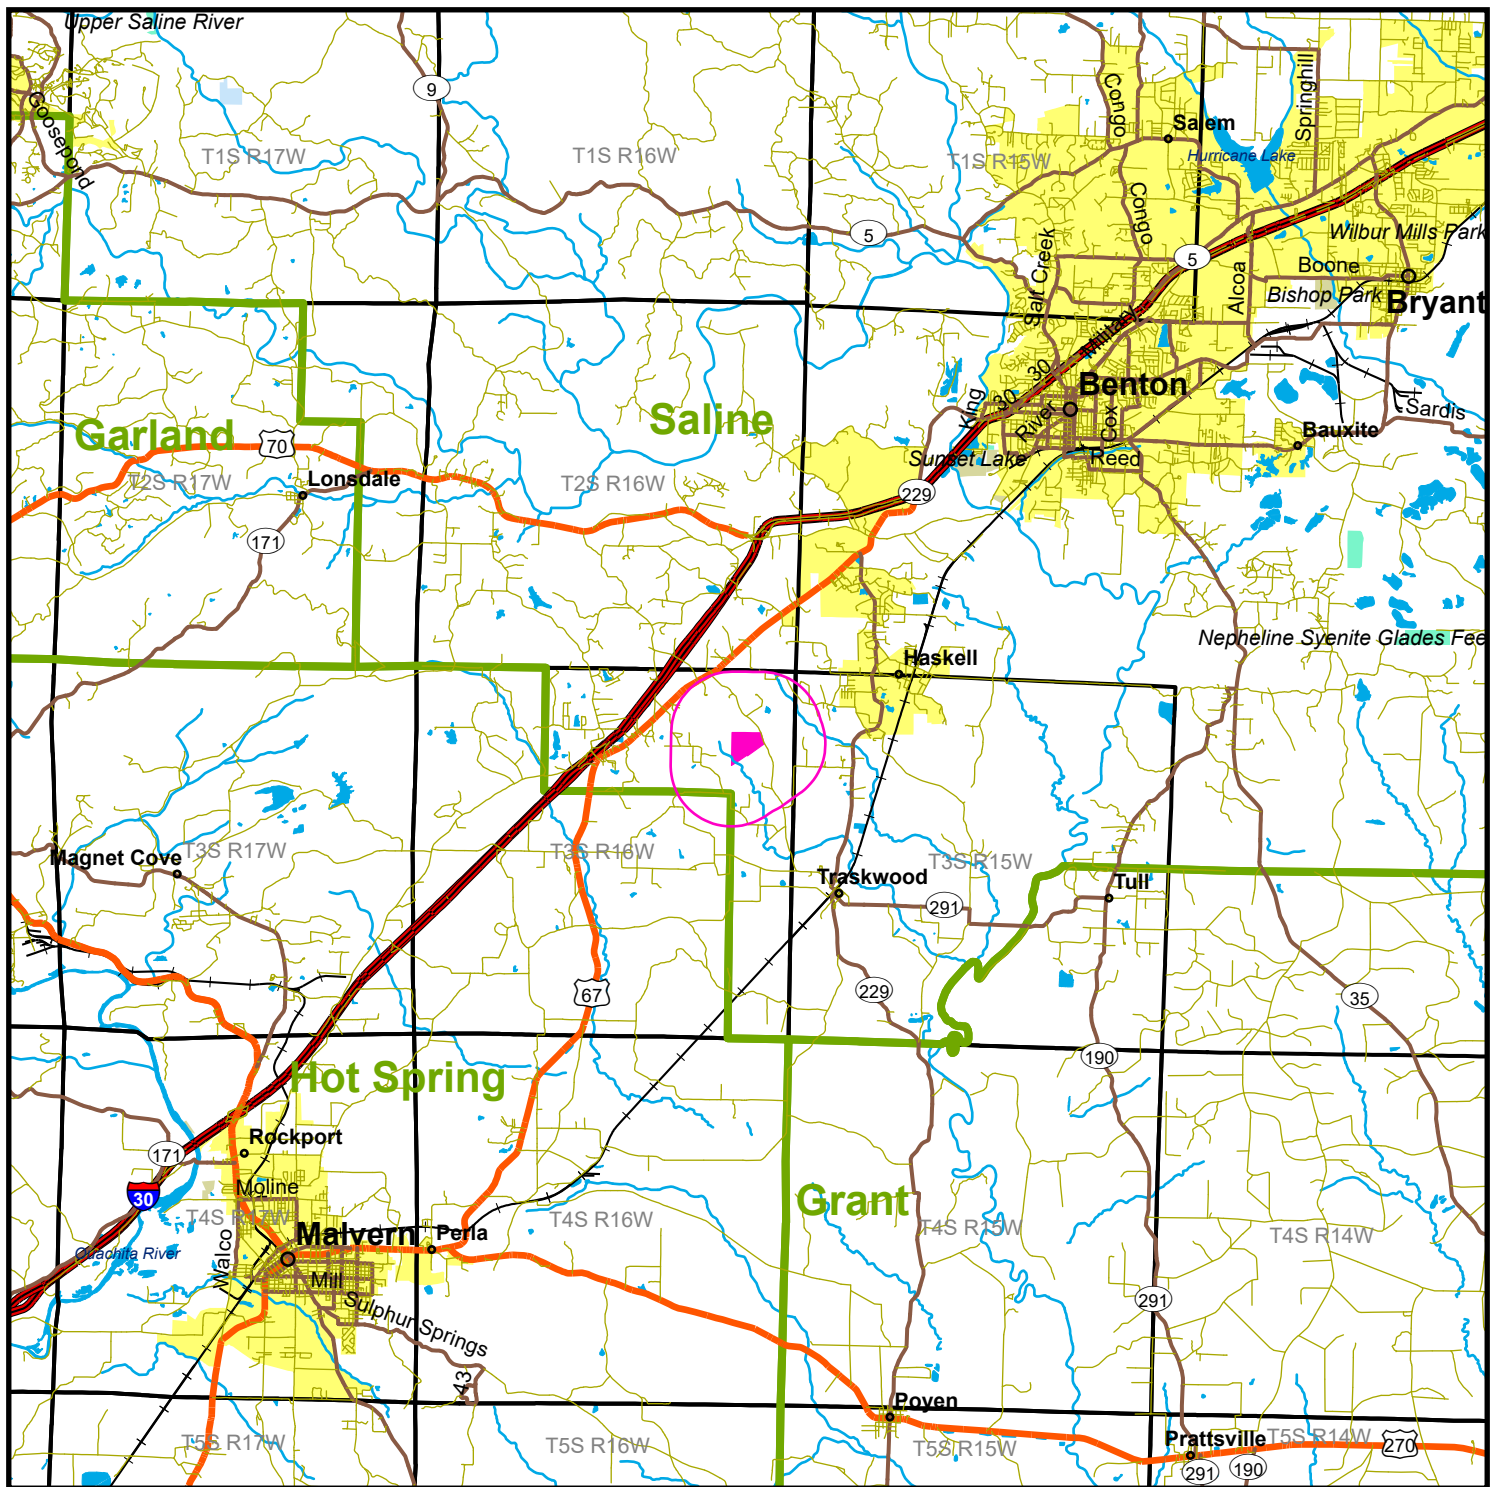 Upper Saline River
9
Goosepond
T1S R17W
T1S R16W
T1S R15W
Congo
Salem
Springhill
Hurricane Lake
Congo
5
Salt Creek
5
Wilbur Mills Park
Alcoa
Boone
Bishop Park
Bryant
Military
30
Benton
King
30
River
Cox
Sardis
Garland
70
Saline
Bauxite
Sunset Lake
Reed
T2S R17W
Lonsdale
T2S R16W
229
171
Nepheline Syenite Glades Fee
Haskell
Magnet Cove
T3S R17W
T3S R16W
T3S R15W
Traskwood
Tull
291
67
229
35
190
Hot Spring
Rockport
171
30
Moline
T4S R17W
Walco
Malvern
Perla
T4S R16W
Grant
T4S R15W
T4S R14W
Ouachita River
Mill
Sulphur Springs
291
43
Poyen
T5S R17W
T5S R16W
T5S R15W
Prattsville
T5S R14W
270
291
190